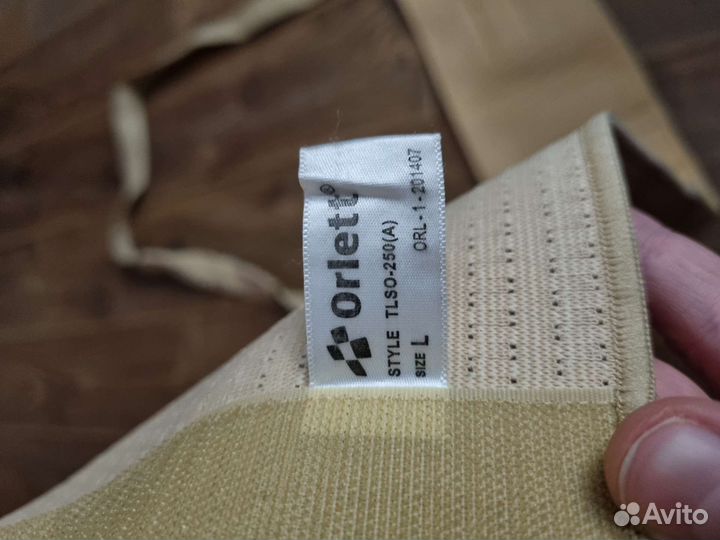 Orlett®
STYLE TLSO-250(A)
SIZE L
ORL-1-201407
Avito